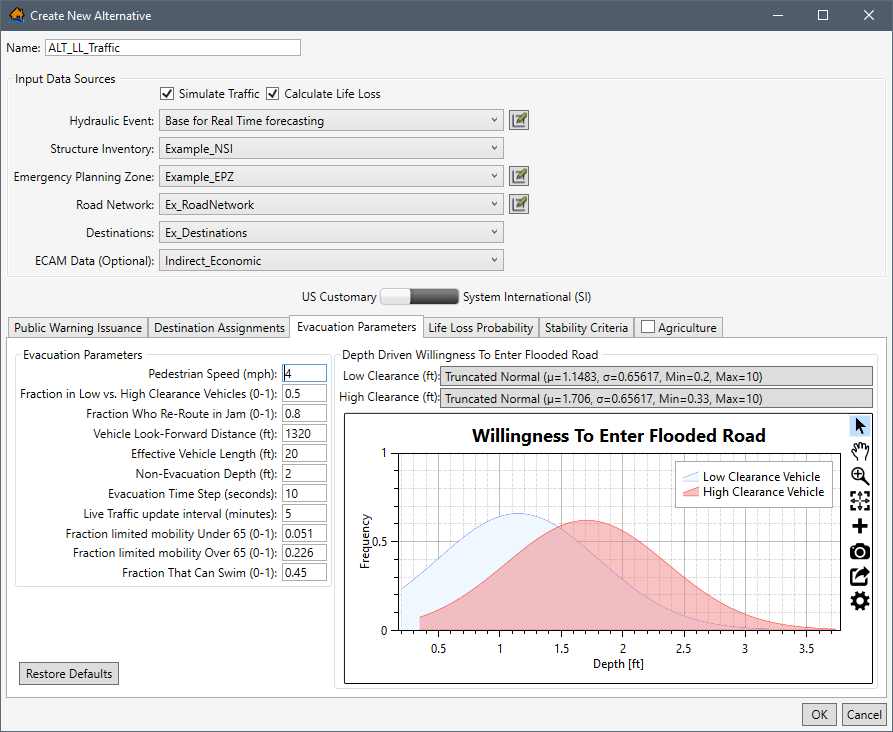 Create New Alternative
Name: ALT_LL_Traffic
Input Data Sources
Simulate Traffic Calculate Life Loss
Hydraulic Event: Base for Real Time forecasting
Structure Inventory: Example_NSI
Emergency Planning Zone: Example_EPZ
Road Network: Ex_RoadNetwork
Destinations: Ex_Destinations
ECAM Data (Optional): Indirect_Economic
US Customary System International (SI)
Public Warning Issuance Destination Assignments Evacuation Parameters Life Loss Probability Stability Criteria Agriculture
Evacuation Parameters
Pedestrian Speed (mph): 4
Fraction in Low vs. High Clearance Vehicles (0-1): 0.5
Fraction Who Re-Route in Jam (0-1): 0.8
Vehicle Look-Forward Distance (ft): 1320
Effective Vehicle Length (ft): 20
Non-Evacuation Depth (ft): 2
Evacuation Time Step (seconds): 10
Live Traffic update interval (minutes): 5
Fraction limited mobility Under 65 (0-1): 0.051
Fraction limited mobility Over 65 (0-1): 0.226
Fraction That Can Swim (0-1): 0.45
Restore Defaults
Depth Driven Willingness To Enter Flooded Road
Low Clearance (ft): Truncated Normal (μ=1.1483, σ=0.65617, Min=0.2, Max=10)
High Clearance (ft): Truncated Normal (μ=1.706, σ=0.65617, Min=0.33, Max=10)
Willingness To Enter Flooded Road
Low Clearance Vehicle
High Clearance Vehicle
Frequency
1
0.5
0
0.5 1 1.5 2 2.5 3 3.5
Depth [ft]
OK Cancel